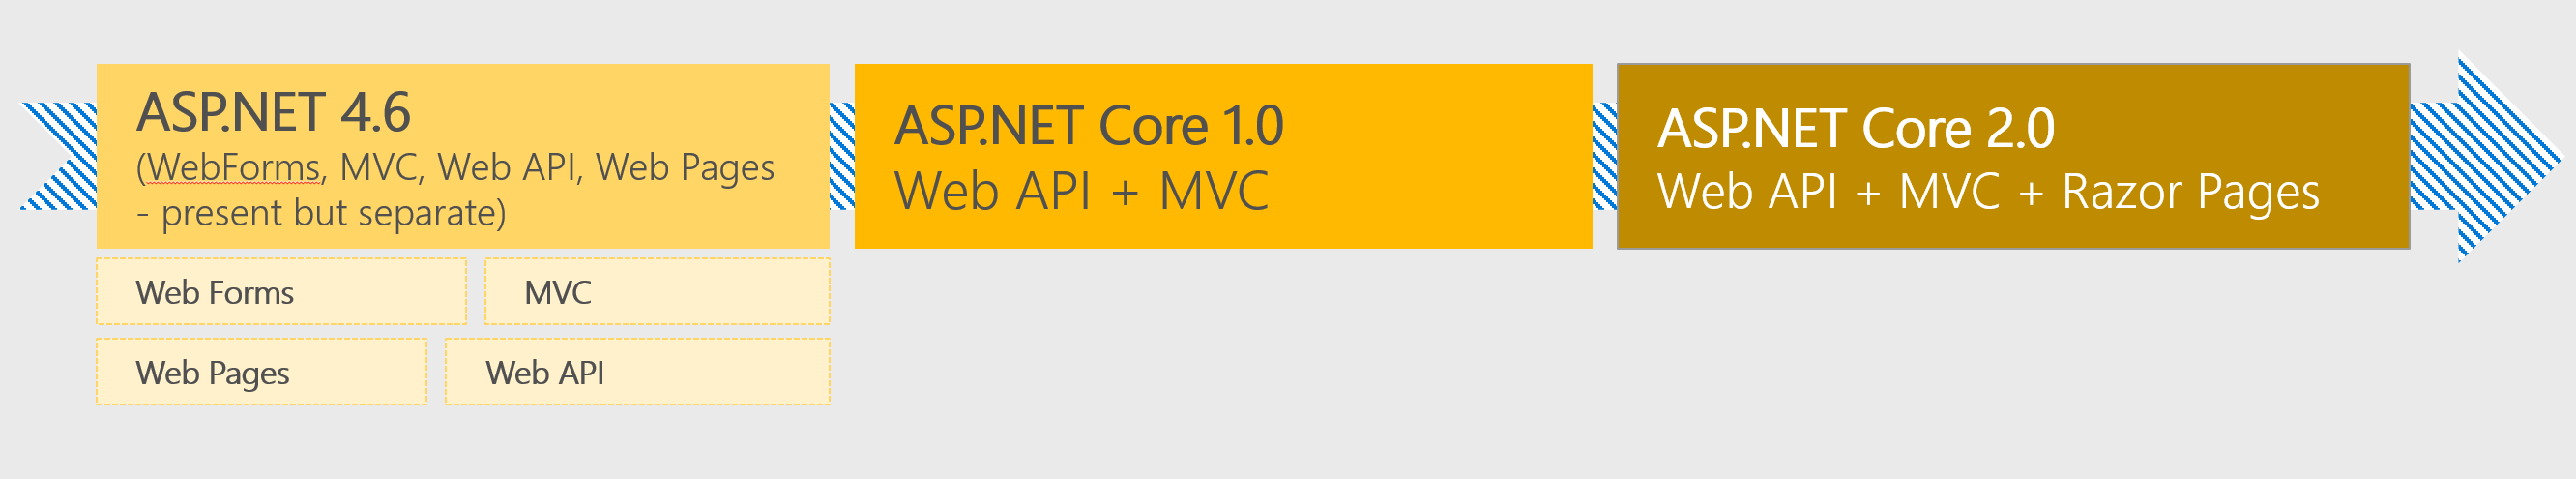 ASP.NET 4.6
(WebForms, MVC, Web API, Web Pages
- present but separate)
Web Forms
MVC
Web Pages
Web API
ASP.NET Core 1.0
Web API + MVC
ASP.NET Core 2.0
Web API + MVC + Razor Pages